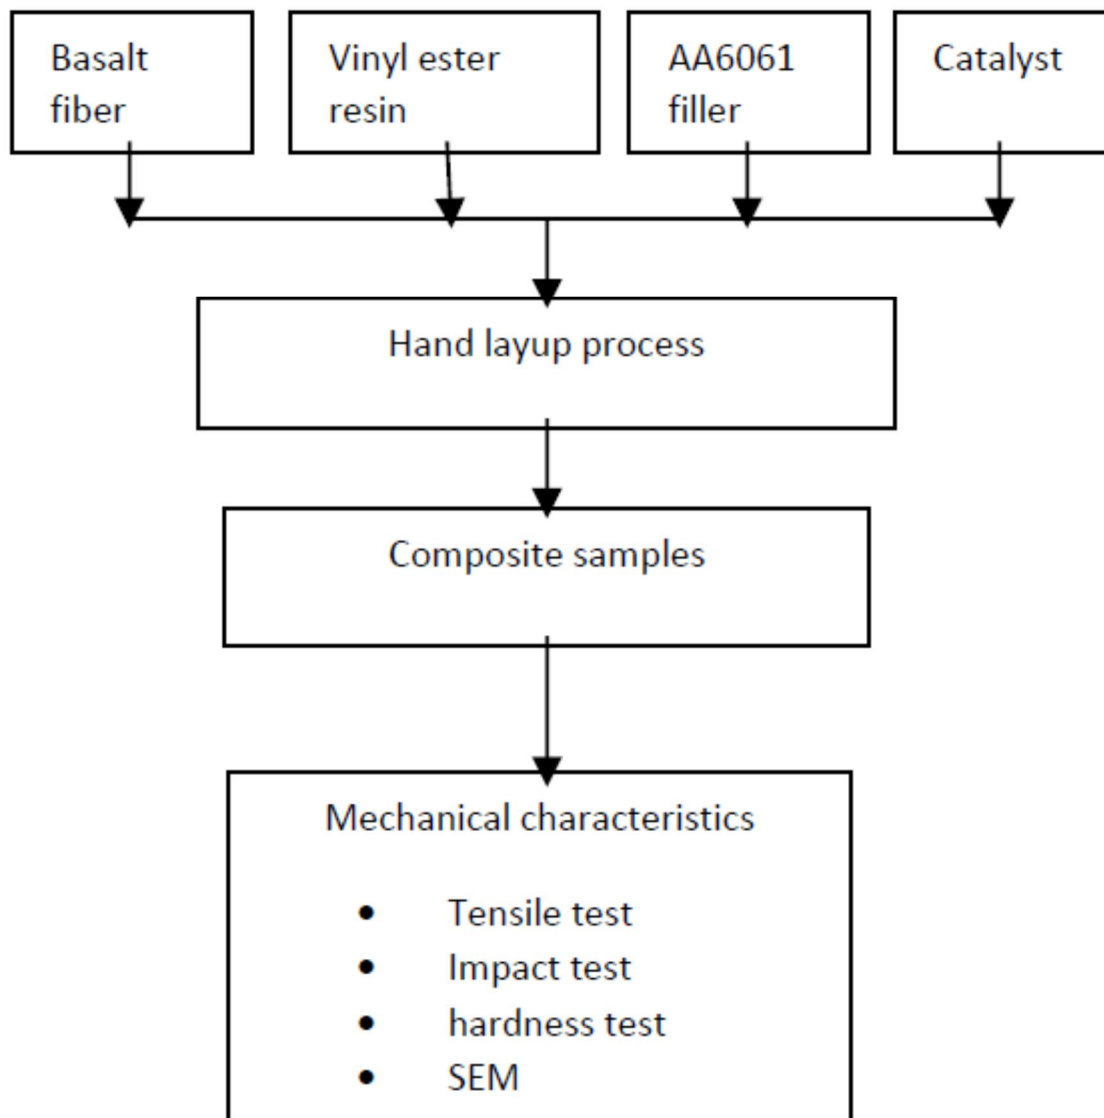 Basalt
fiber
Vinyl ester
resin
AA6061
filler
Catalyst
Hand layup process
Composite samples
Mechanical characteristics
• Tensile test
• Impact test
• hardness test
• SEM